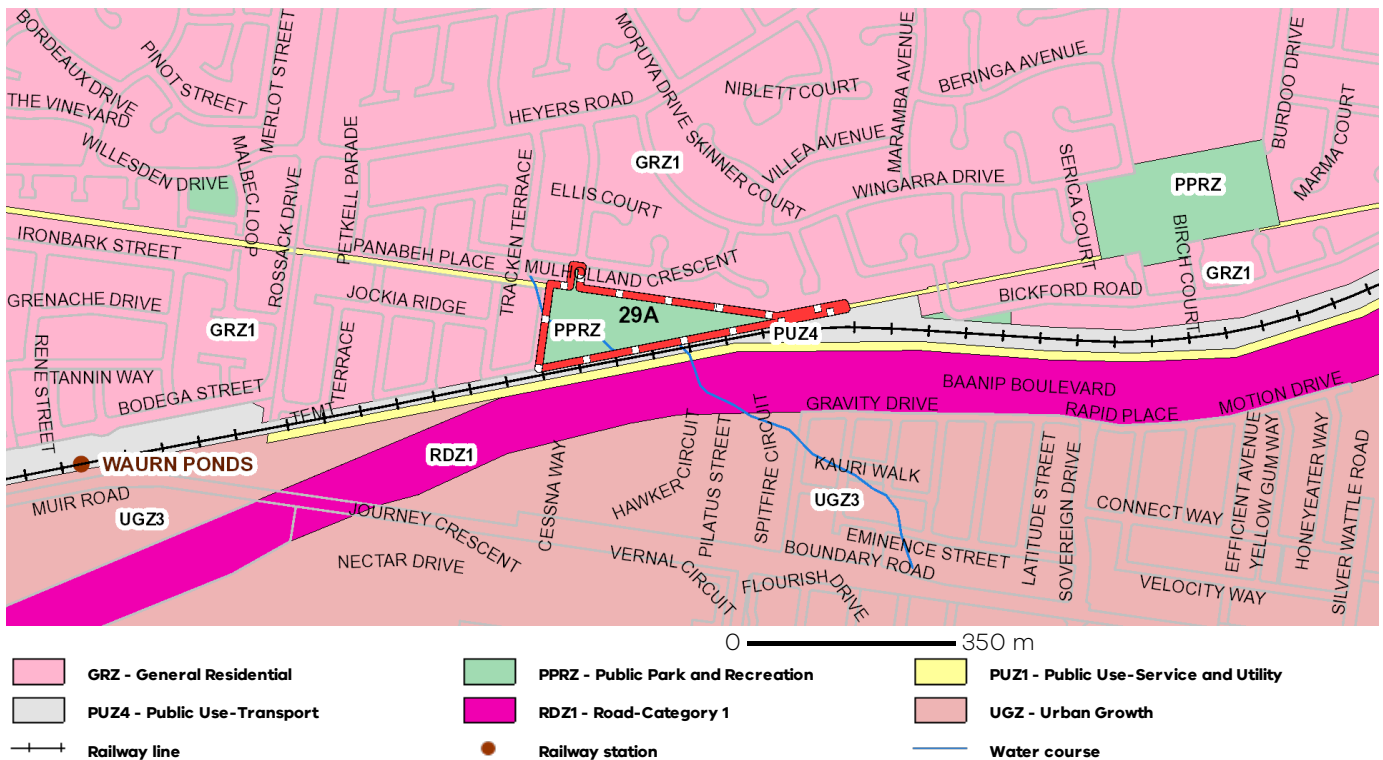 BORDEAUX DRIVE
PINOT STREET
MERLOT STREET
THE VINEYARD
WILLESDEN DRIVE
MALBEC LOOP
ROSSACK DRIVE
PETKELL PARADE
HEYERS ROAD
MORUYA DRIVE
SKINNER COURT
NIBLETT COURT
VILLEA AVENUE
MARAMBA AVENUE
BERINGA AVENUE
BURDOO DRIVE
MARMA COURT
GRZ1
ELLIS COURT
WINGARRA DRIVE
SERICA COURT
PPRZ
BIRCH COURT
GRZ1
IRONBARK STREET
PANABEH PLACE
TRACKEN TERRACE
MULHOLLAND CRESCENT
GRENACHE DRIVE
JOCKIA RIDGE
BICKFORD ROAD
GRZ1
PPRZ
29A
PUZ4
RENE STREET
TANNIN WAY
BODEGA STREET
TERRACE
BAANIP BOULEVARD
GRAVITY DRIVE
RAPID PLACE
MOTION DRIVE
WAURN PONDS
RDZ1
MUIR ROAD
UGZ3
JOURNEY CRESCENT
NECTAR DRIVE
CESSNA WAY
HAWKER CIRCUIT
PILATUS STREET
SPITFIRE CIRCUIT
KAURI WALK
UGZ3
EMINENCE STREET
BOUNDARY ROAD
VERNAL CIRCUIT
FLOURISH DRIVE
LATITUDE STREET
SOVEREIGN DRIVE
CONNECT WAY
VELOCITY WAY
EFFICIENT AVENUE
YELLOW GUM WAY
HONEYEATER WAY
SILVER WATTLE ROAD
0 350 m
GRZ - General Residential
PPRZ - Public Park and Recreation
PUZ1 - Public Use-Service and Utility
PUZ4 - Public Use-Transport
RDZ1 - Road-Category 1
UGZ - Urban Growth
Railway line
Railway station
Water course